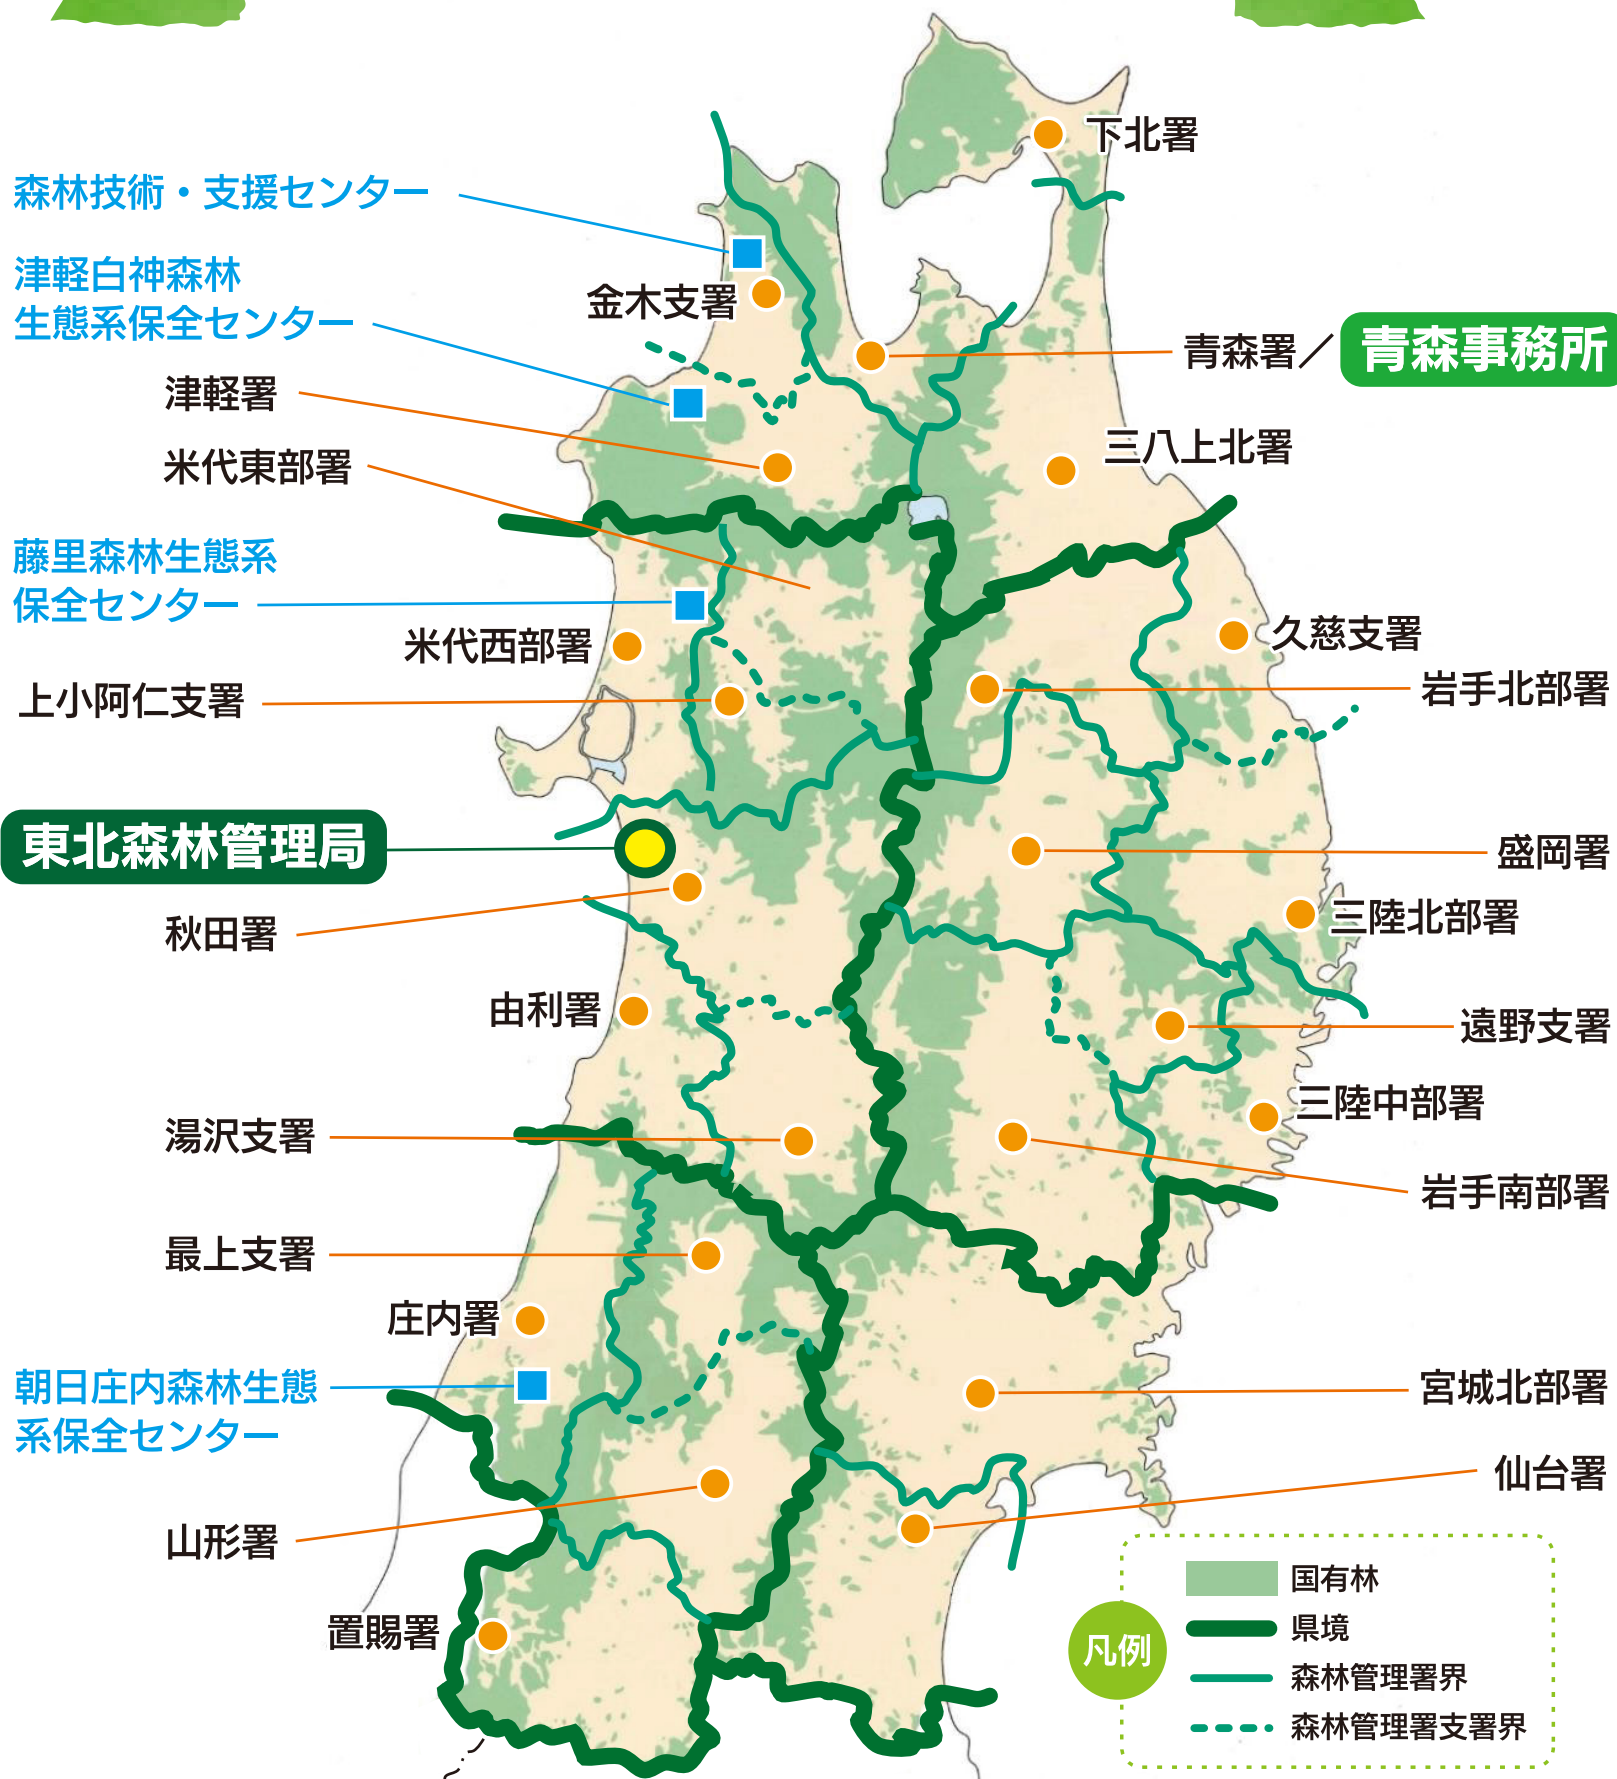 下北署
森林技術・支援センター
津軽白神森林
生態系保全センター
金木支署
青森署／
青森事務所
津軽署
三八上北署
米代東部署
藤里森林生態系
保全センター
米代西部署
久慈支署
上小阿仁支署
岩手北部署
東北森林管理局
盛岡署
秋田署
三陸北部署
由利署
遠野支署
湯沢支署
三陸中部署
岩手南部署
最上支署
庄内署
朝日庄内森林生態
系保全センター
宮城北部署
仙台署
山形署
置賜署
凡例
国有林
県境
森林管理署界
森林管理署支署界